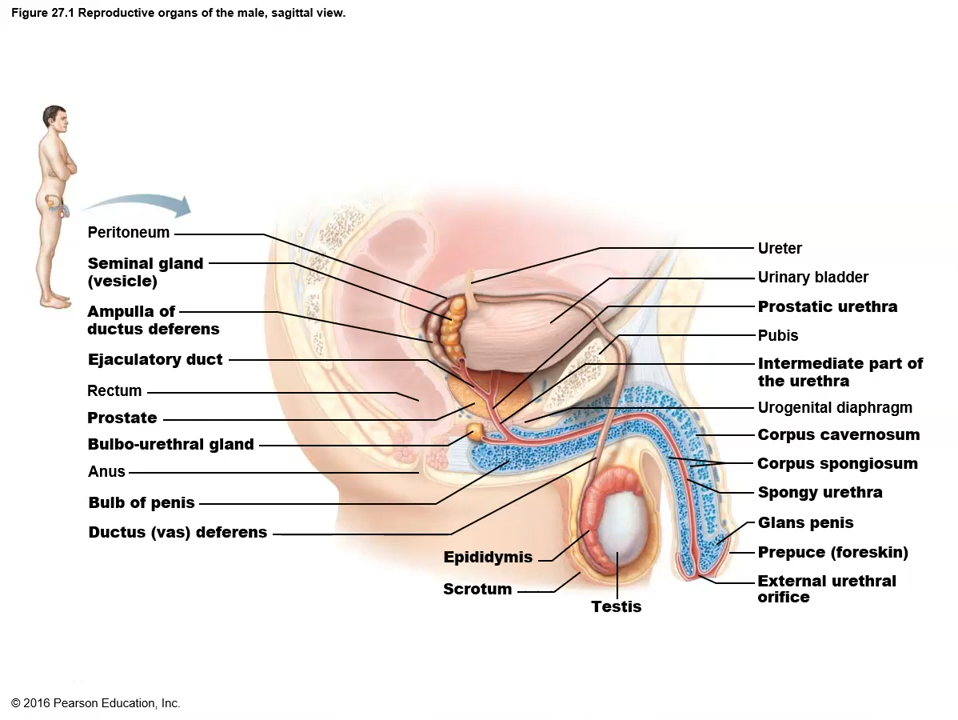 Figure 27.1 Reproductive organs of the male, sagittal view.
Peritoneum
Seminal gland
(vesicle)
Ampulla of
ductus deferens
Ejaculatory duct
Rectum
Prostate
Bulbo-urethral gland
Anus
Bulb of penis
Ductus (vas) deferens
Epididymis
Scrotum
Testis
Ureter
Urinary bladder
Prostatic urethra
Pubis
Intermediate part of
the urethra
Urogenital diaphragm
Corpus cavernosum
Corpus spongiosum
Spongy urethra
Glans penis
Prepuce (foreskin)
External urethral
orifice
© 2016 Pearson Education, Inc.